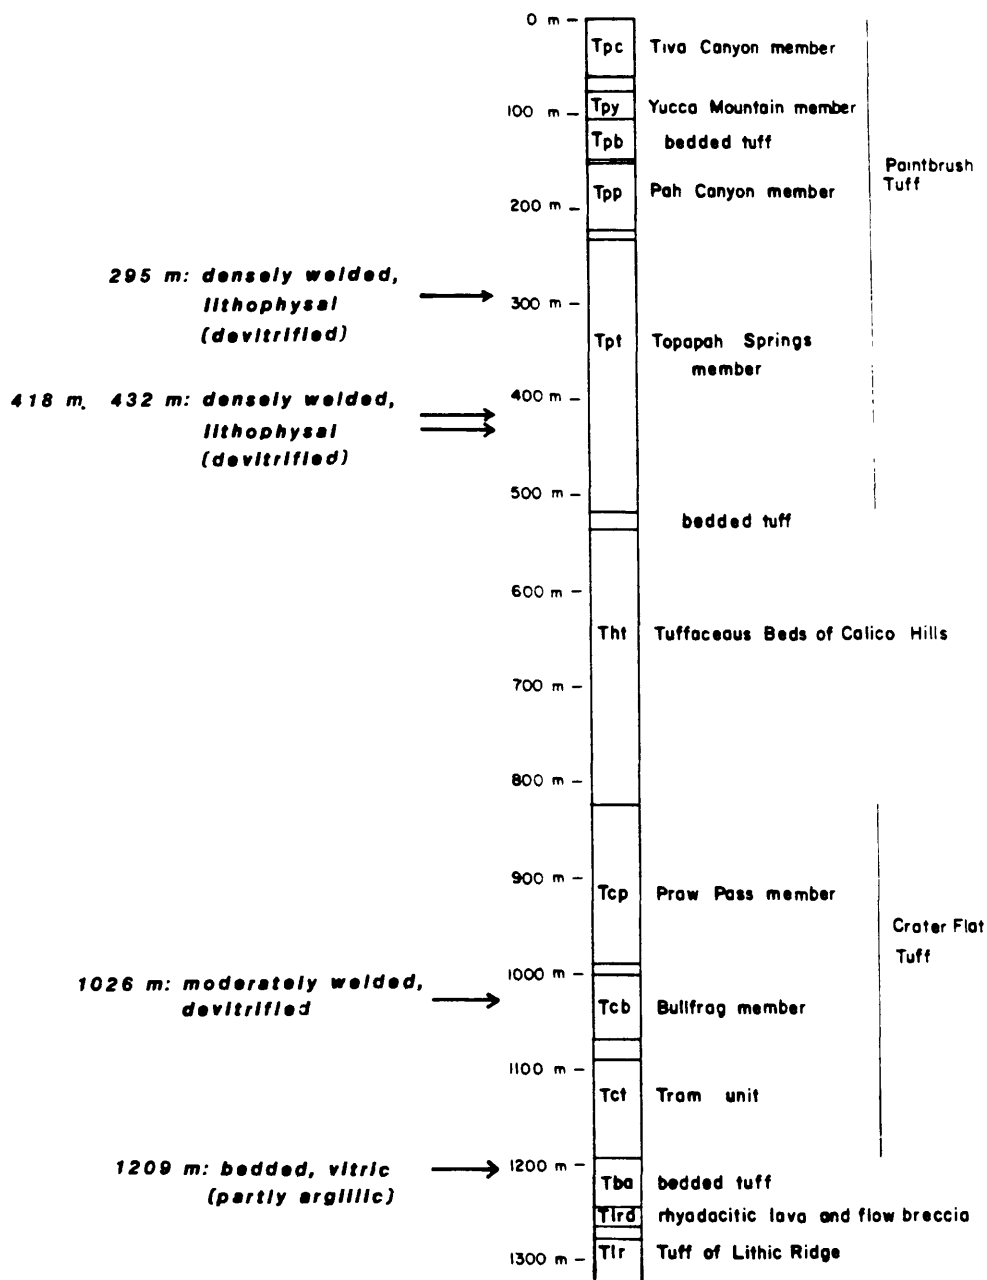 0 m
Tpc Tiva Canyon member
Tpy Yucca Mountain member
100 m
Tpb bedded tuff
Paintbrush
Tuff
Tpp Pah Canyon member
200 m
295 m: densely welded,
lithophysal
(devitrified)
300 m
Tpt Topapah Springs
member
400 m
418 m, 432 m: densely welded,
lithophysal
(devitrified)
500 m
bedded tuff
600 m
Tht Tuffaceous Beds of Calico Hills
700 m
800 m
900 m
Tcp Prow Pass member
Crater Flat
Tuff
1000 m
1026 m: moderately welded,
devitrified
Tcb Bullfrog member
1100 m
Tct Tram unit
1200 m
1209 m: bedded, vitric
(partly argillic)
Tba bedded tuff
Tlrd rhyodacitic lava and flow breccia
Tlr Tuff of Lithic Ridge
1300 m